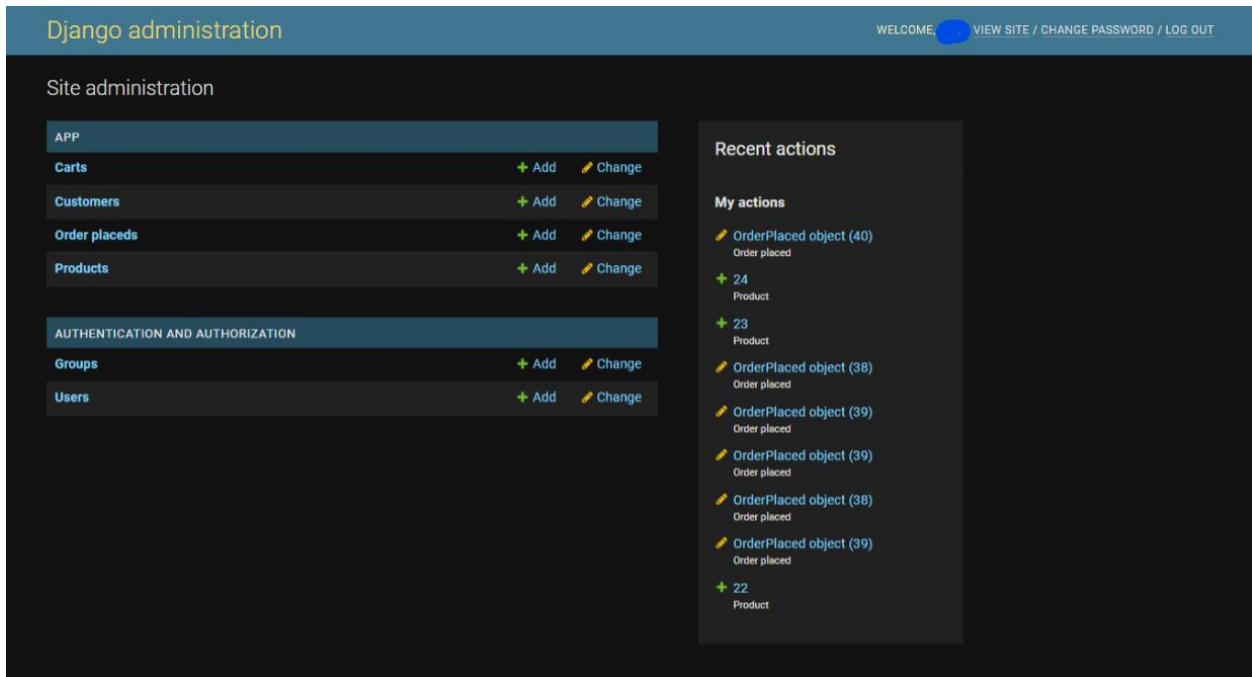 Django administration
WELCOME, VIEW SITE / CHANGE PASSWORD / LOG OUT
Site administration
APP
Carts + Add Change
Customers + Add Change
Order placeds + Add Change
Products + Add Change
AUTHENTICATION AND AUTHORIZATION
Groups + Add Change
Users + Add Change
Recent actions
My actions
OrderPlaced object (40)
Order placed
+ 24
Product
+ 23
Product
OrderPlaced object (38)
Order placed
OrderPlaced object (39)
Order placed
OrderPlaced object (39)
Order placed
OrderPlaced object (38)
Order placed
OrderPlaced object (39)
Order placed
+ 22
Product